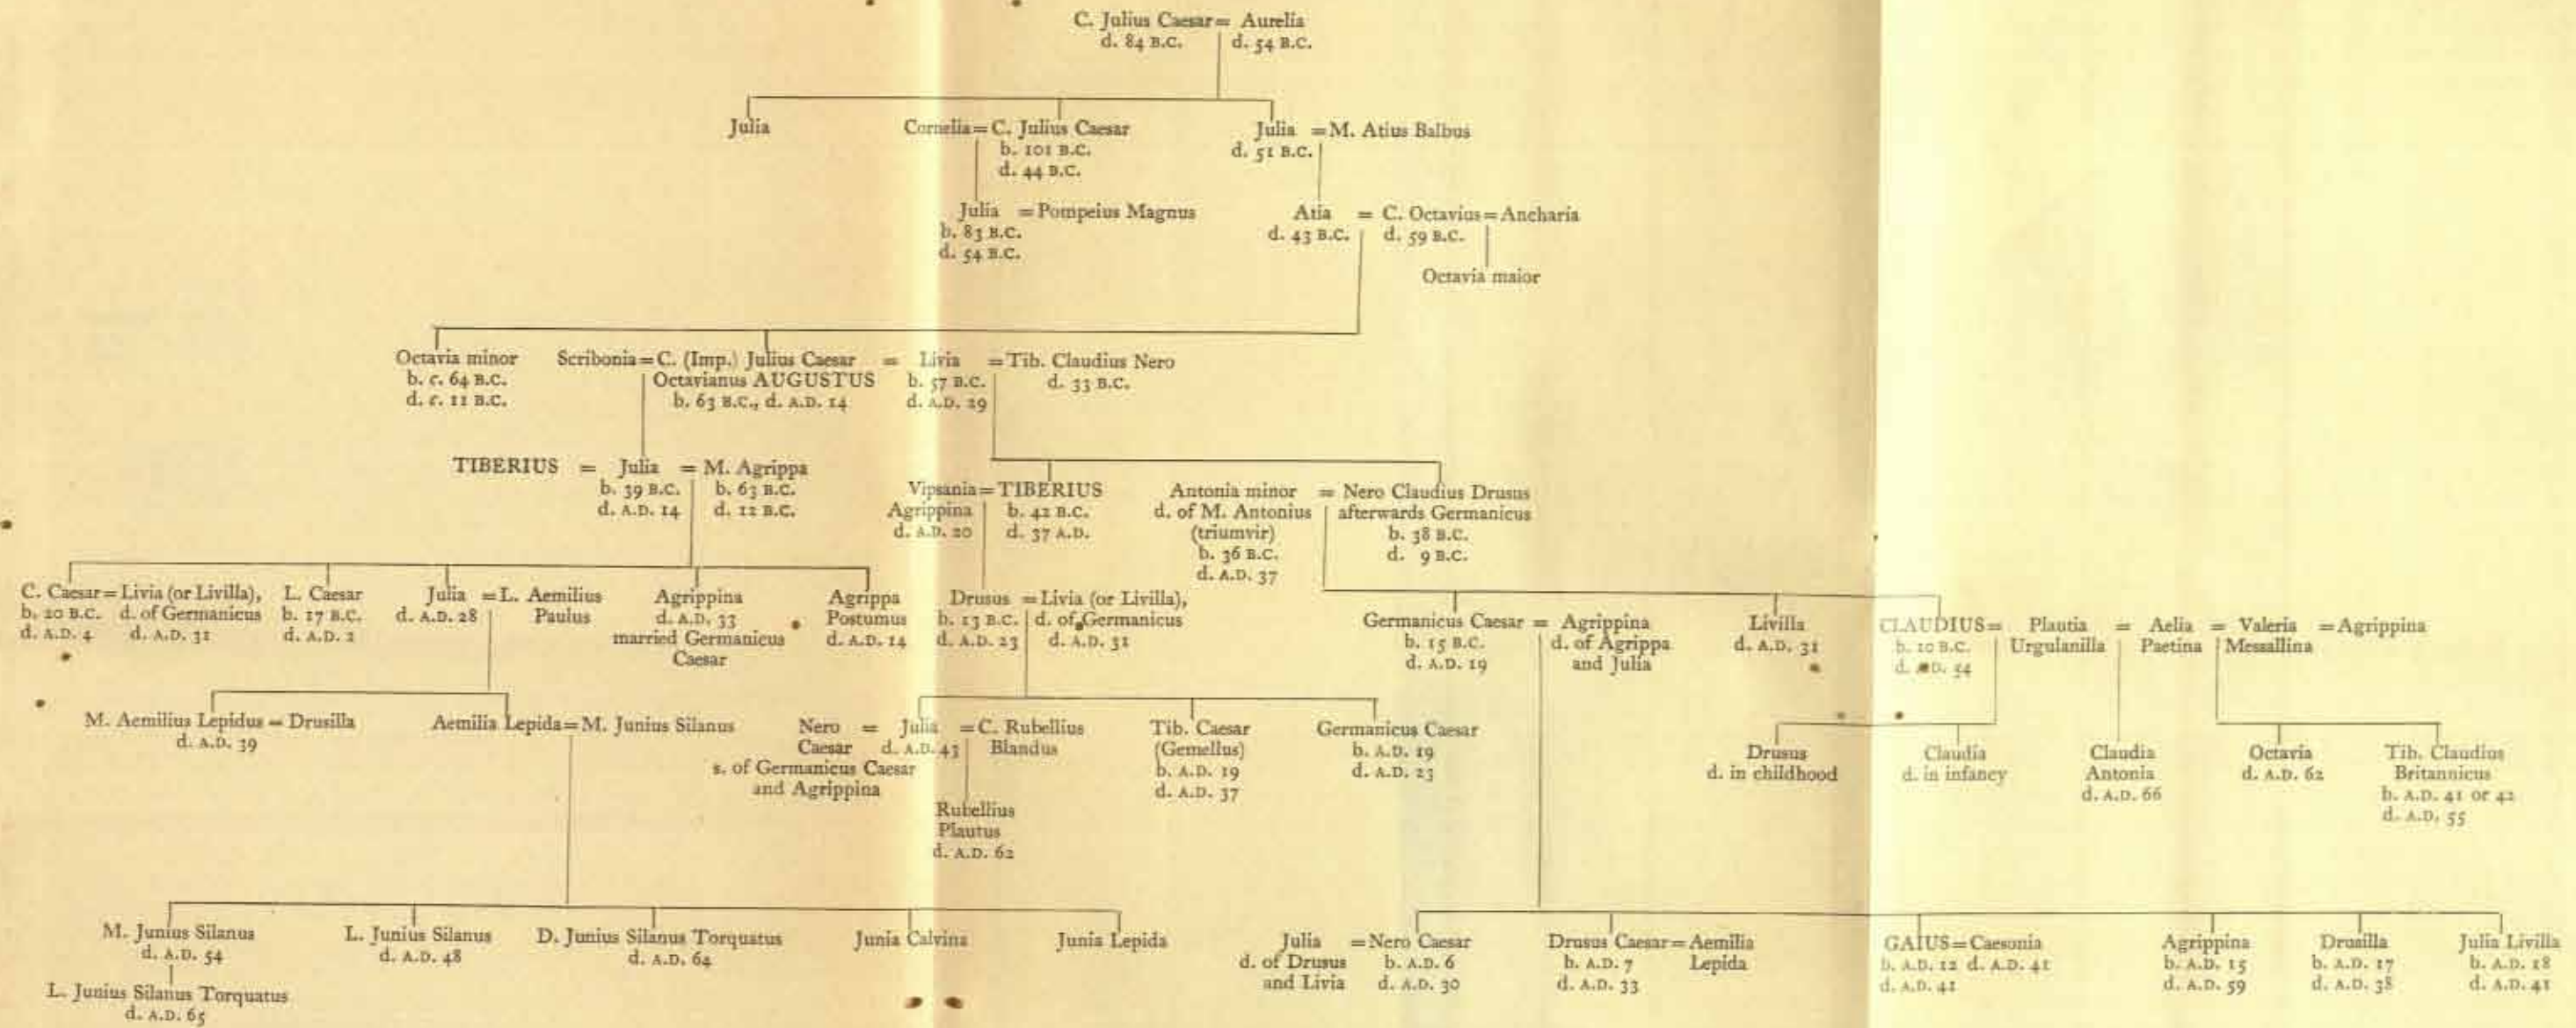 C. Julius Caesar = Aurelia
d. 84 B.C. d. 54 B.C.
Julia Cornelia = C. Julius Caesar Julia = M. Atius Balbus
b. 101 B.C. d. 51 B.C.
d. 44 B.C.
Julia = Pompeius Magnus Atia = C. Octavius = Ancharia
b. 83 B.C. d. 43 B.C. d. 59 B.C.
d. 54 B.C.
Octavia maior
Octavia minor Scribonia = C. (Imp.) Julius Caesar = Livia = Tib. Claudius Nero
b. c. 64 B.C. Octavianus AUGUSTUS b. 57 B.C. d. 33 B.C.
d. c. 11 B.C. b. 63 B.C., d. A.D. 14 d. A.D. 29
TIBERIUS = Julia = M. Agrippa
b. 39 B.C. b. 63 B.C.
d. A.D. 14 d. 12 B.C.
Vipsania = TIBERIUS Antonia minor = Nero Claudius Drusus
Agrippina b. 42 B.C. d. of M. Antonius afterwards Germanicus
d. A.D. 20 d. 37 A.D. (triumvir) b. 38 B.C.
b. 36 B.C. d. 9 B.C.
d. A.D. 37
C. Caesar = Livia (or Livilla), L. Caesar Julia = L. Aemilius Agrippina Agrippa Drusus = Livia (or Livilla),
b. 20 B.C. d. of Germanicus b. 17 B.C. d. A.D. 28 Paulus d. A.D. 33 Postumus b. 13 B.C. d. of Germanicus
d. A.D. 4 d. A.D. 31 d. A.D. 2 married Germanicus d. A.D. 14 d. A.D. 23 d. A.D. 31
Caesar
Germanicus Caesar = Agrippina Livilla CLAUDIUS = Plautia = Aelia = Valeria = Agrippina
b. 15 B.C. d. of Agrippa d. A.D. 31 b. 10 B.C. Urgulanilla Paetina Messallina
d. A.D. 19 and Julia d. A.D. 54
M. Aemilius Lepidus = Drusilla Aemilia Lepida = M. Junius Silanus
d. A.D. 39
Nero = Julia = C. Rubellius Tib. Caesar Germanicus Caesar
Caesar d. A.D. 43 Blandus (Gemellus) b. A.D. 19
s. of Germanicus Caesar b. A.D. 19 d. A.D. 23
and Agrippina d. A.D. 37
Rubellius
Plautus
d. A.D. 62
Drusus Claudia Claudia Octavia Tib. Claudius
d. in childhood d. in infancy Antonia d. A.D. 62 Britannicus
d. A.D. 66 b. A.D. 41 or 42
d. A.D. 55
M. Junius Silanus L. Junius Silanus D. Junius Silanus Torquatus Junia Calvina Junia Lepida
d. A.D. 54 d. A.D. 48 d. A.D. 64
L. Junius Silanus Torquatus
d. A.D. 65
Julia = Nero Caesar Drusus Caesar = Aemilia GAIUS = Caesonia Agrippina Drusilla Julia Livilla
d. of Drusus b. A.D. 6 b. A.D. 7 Lepida b. A.D. 12 d. A.D. 41 b. A.D. 15 b. A.D. 17 b. A.D. 18
and Livia d. A.D. 30 d. A.D. 33 d. A.D. 41 d. A.D. 59 d. A.D. 38 d. A.D. 41